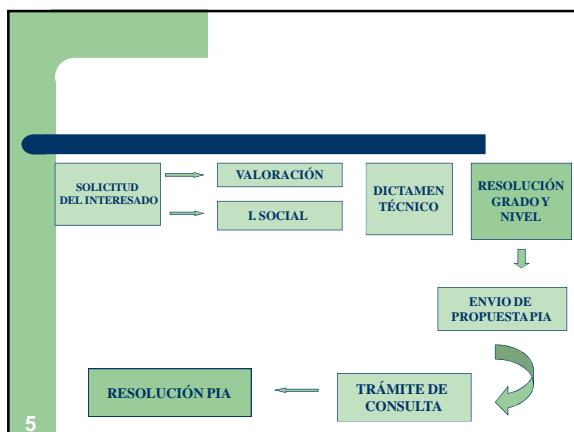 SOLICITUD
DEL INTERESADO
VALORACIÓN
I. SOCIAL
DICTAMEN
TÉCNICO
RESOLUCIÓN
GRADO Y
NIVEL
ENVIO DE
PROPUESTA PIA
TRÁMITE DE
CONSULTA
RESOLUCIÓN PIA
5